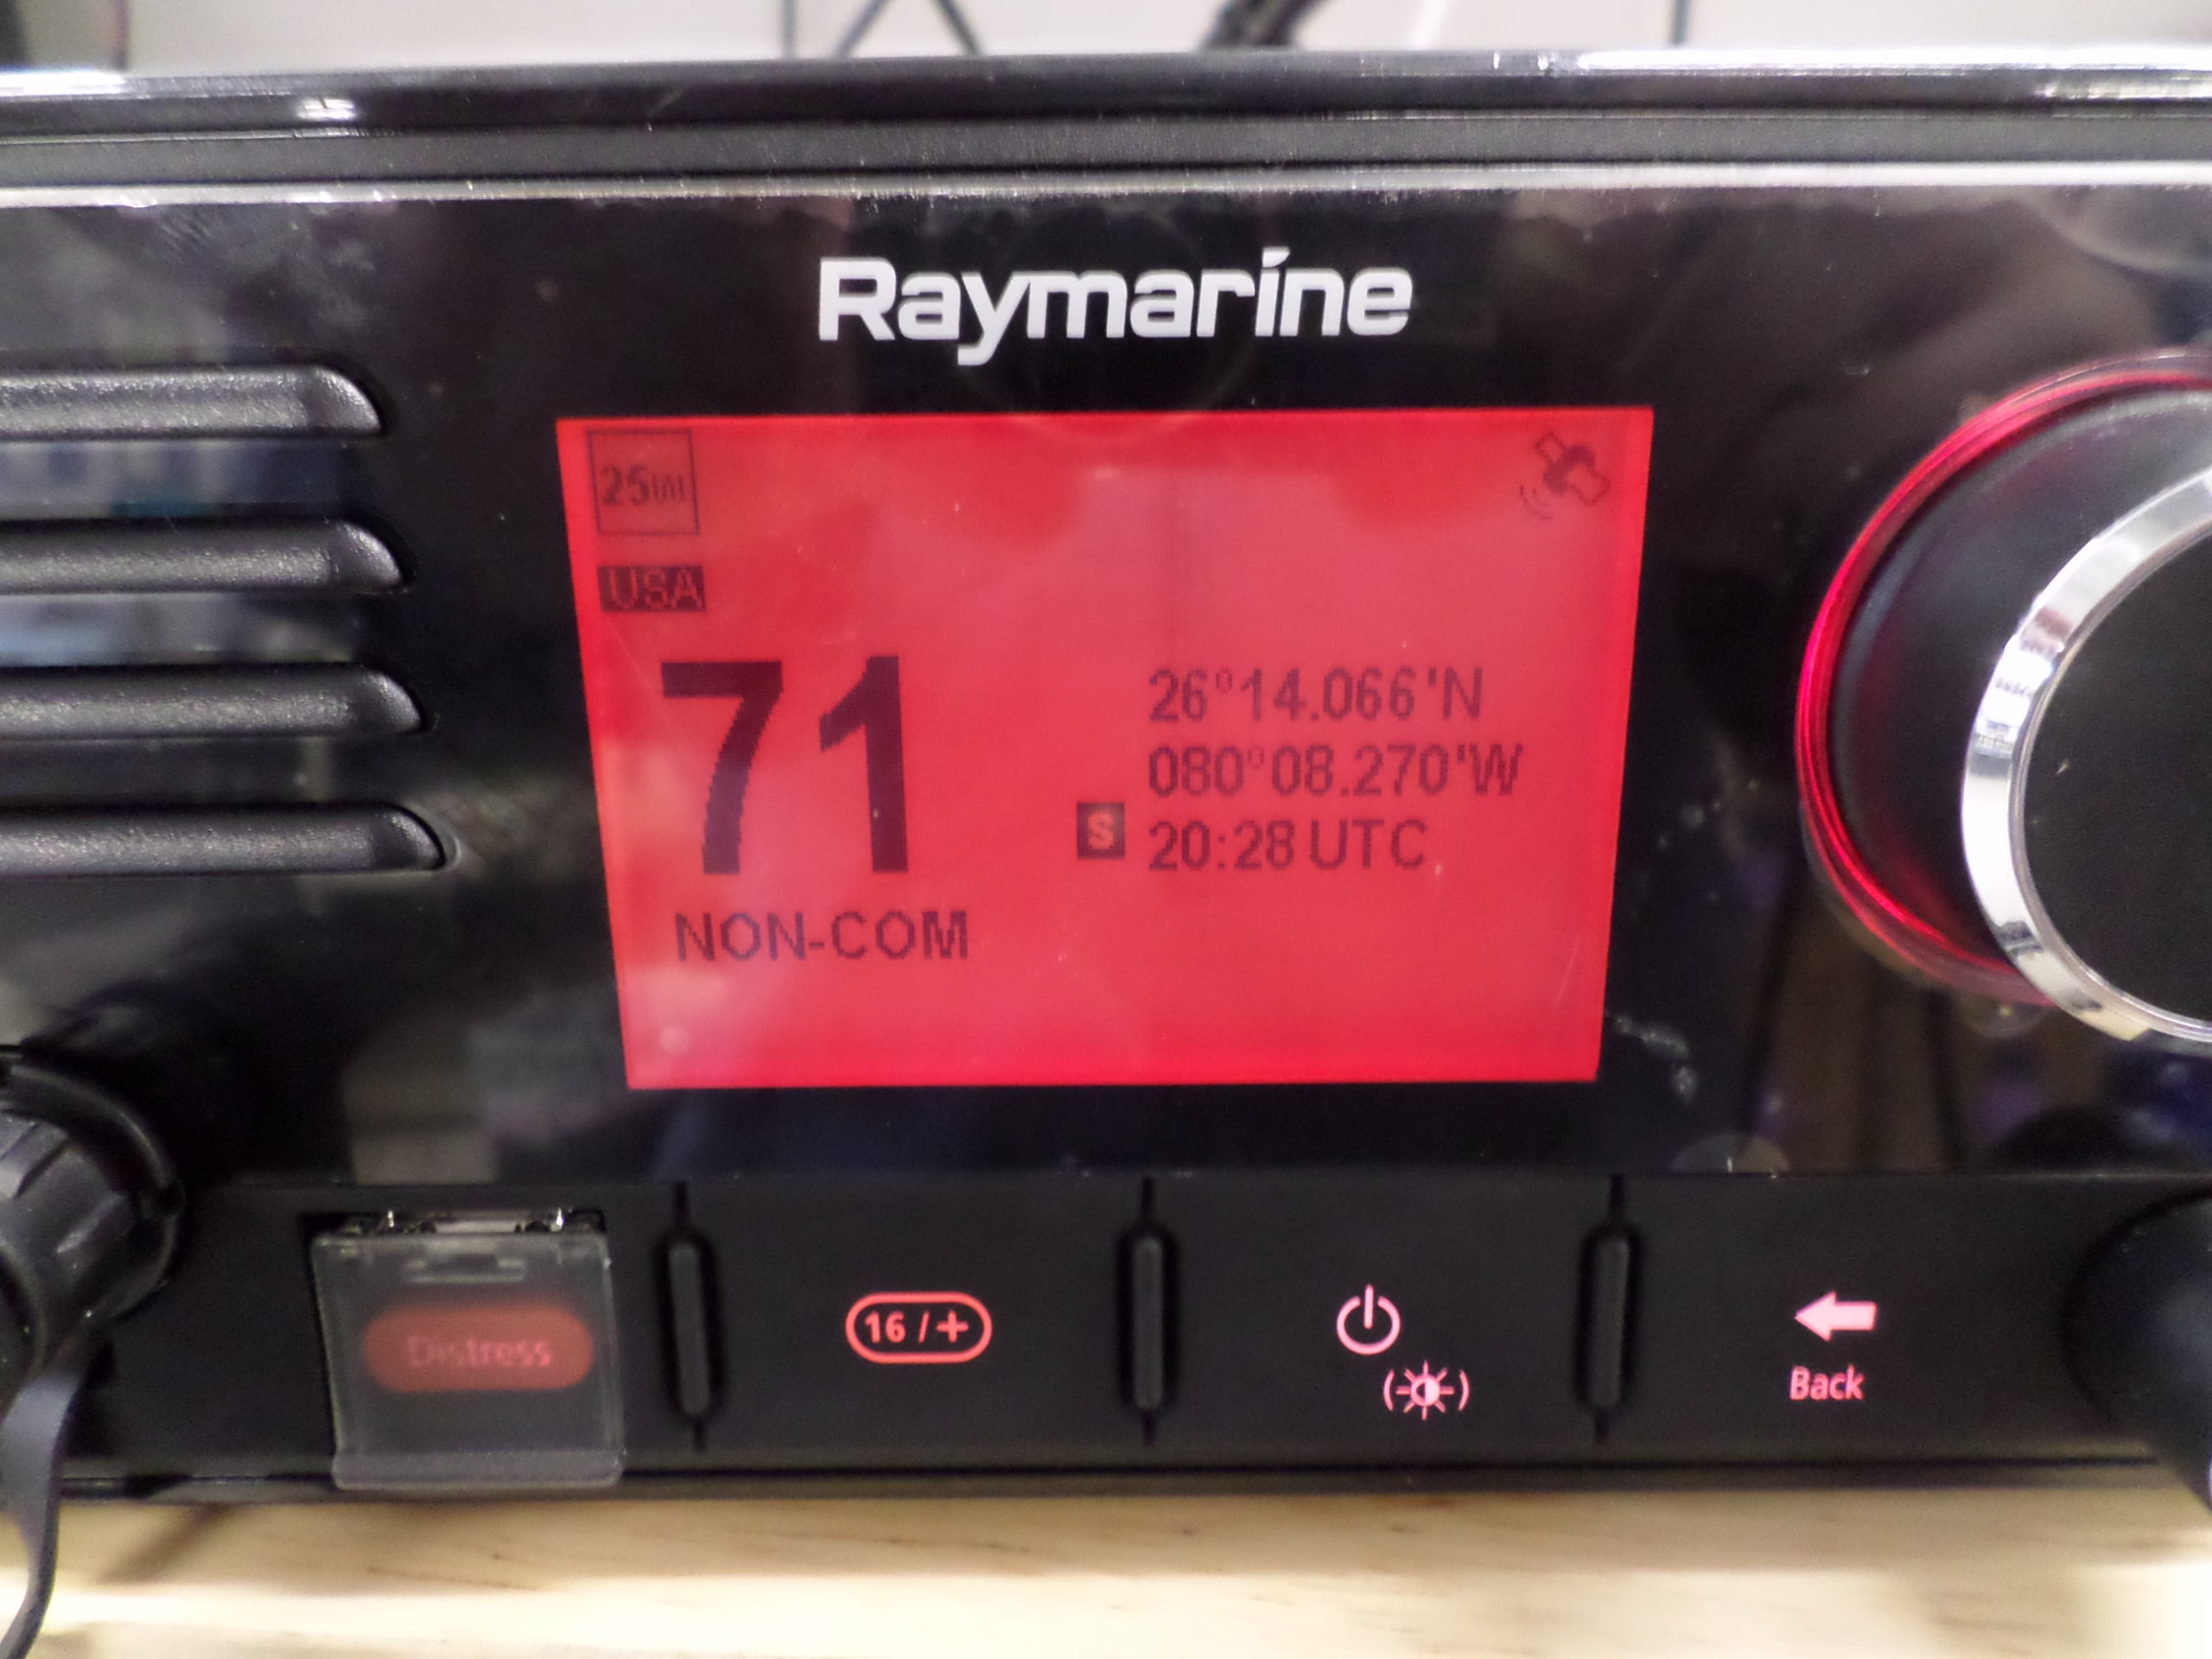 Raymarine
25W
USA
71
26°14.066'N
080°08.270'W
S 20:28 UTC
NON-COM
Distress
16 / +
Back